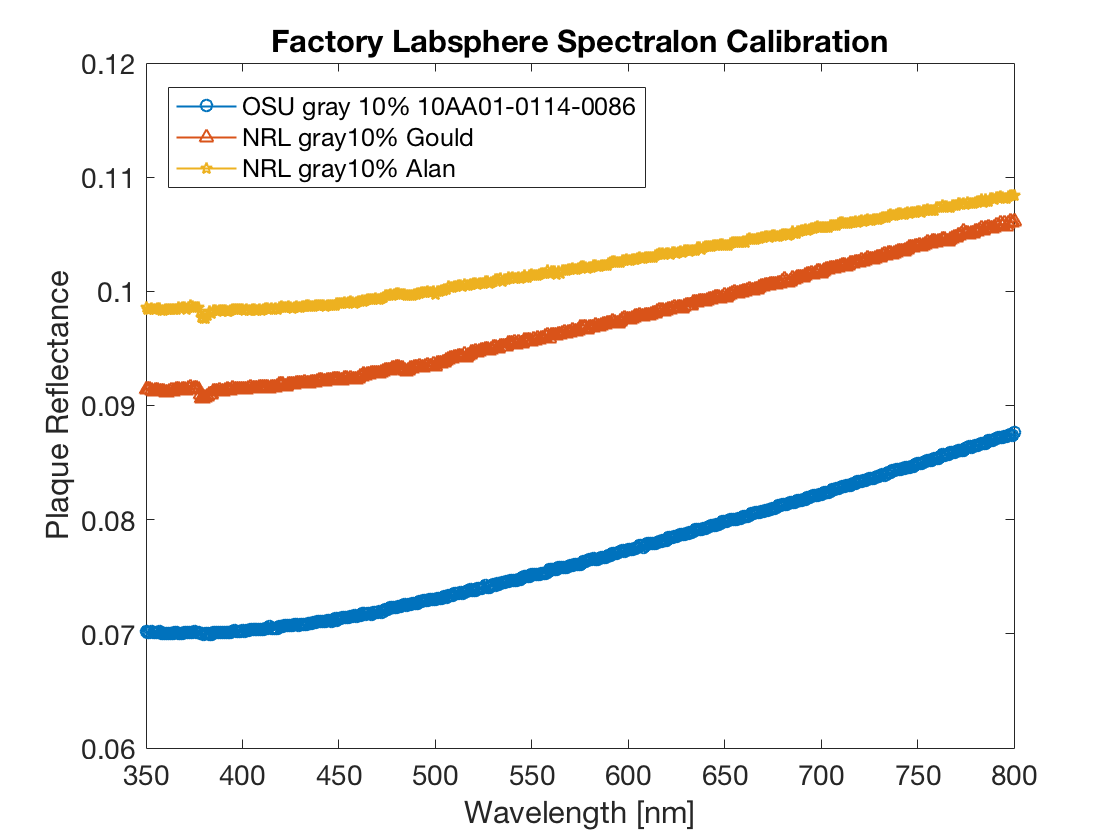 Factory Labsphere Spectralon Calibration
0.12
0.11
0.1
0.09
0.08
0.07
0.06
Plaque Reflectance
OSU gray 10% 10AA01-0114-0086
NRL gray10% Gould
NRL gray10% Alan
350 400 450 500 550 600 650 700 750 800
Wavelength [nm]